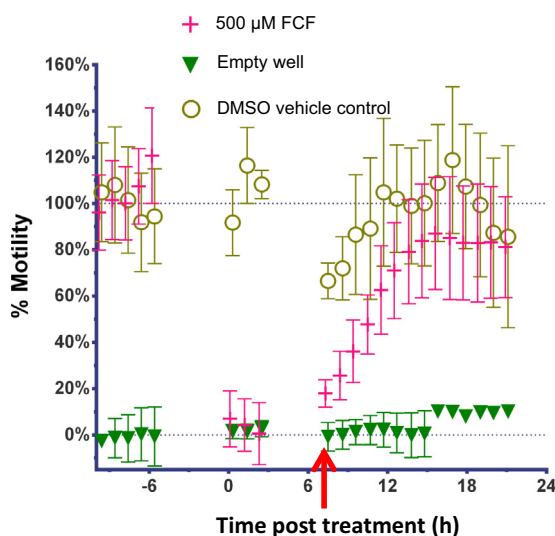 500 µM FCF
Empty well
DMSO vehicle control
% Motility
160%
140%
120%
100%
80%
60%
40%
20%
0%
-6 0 6 12 18 24
Time post treatment (h)